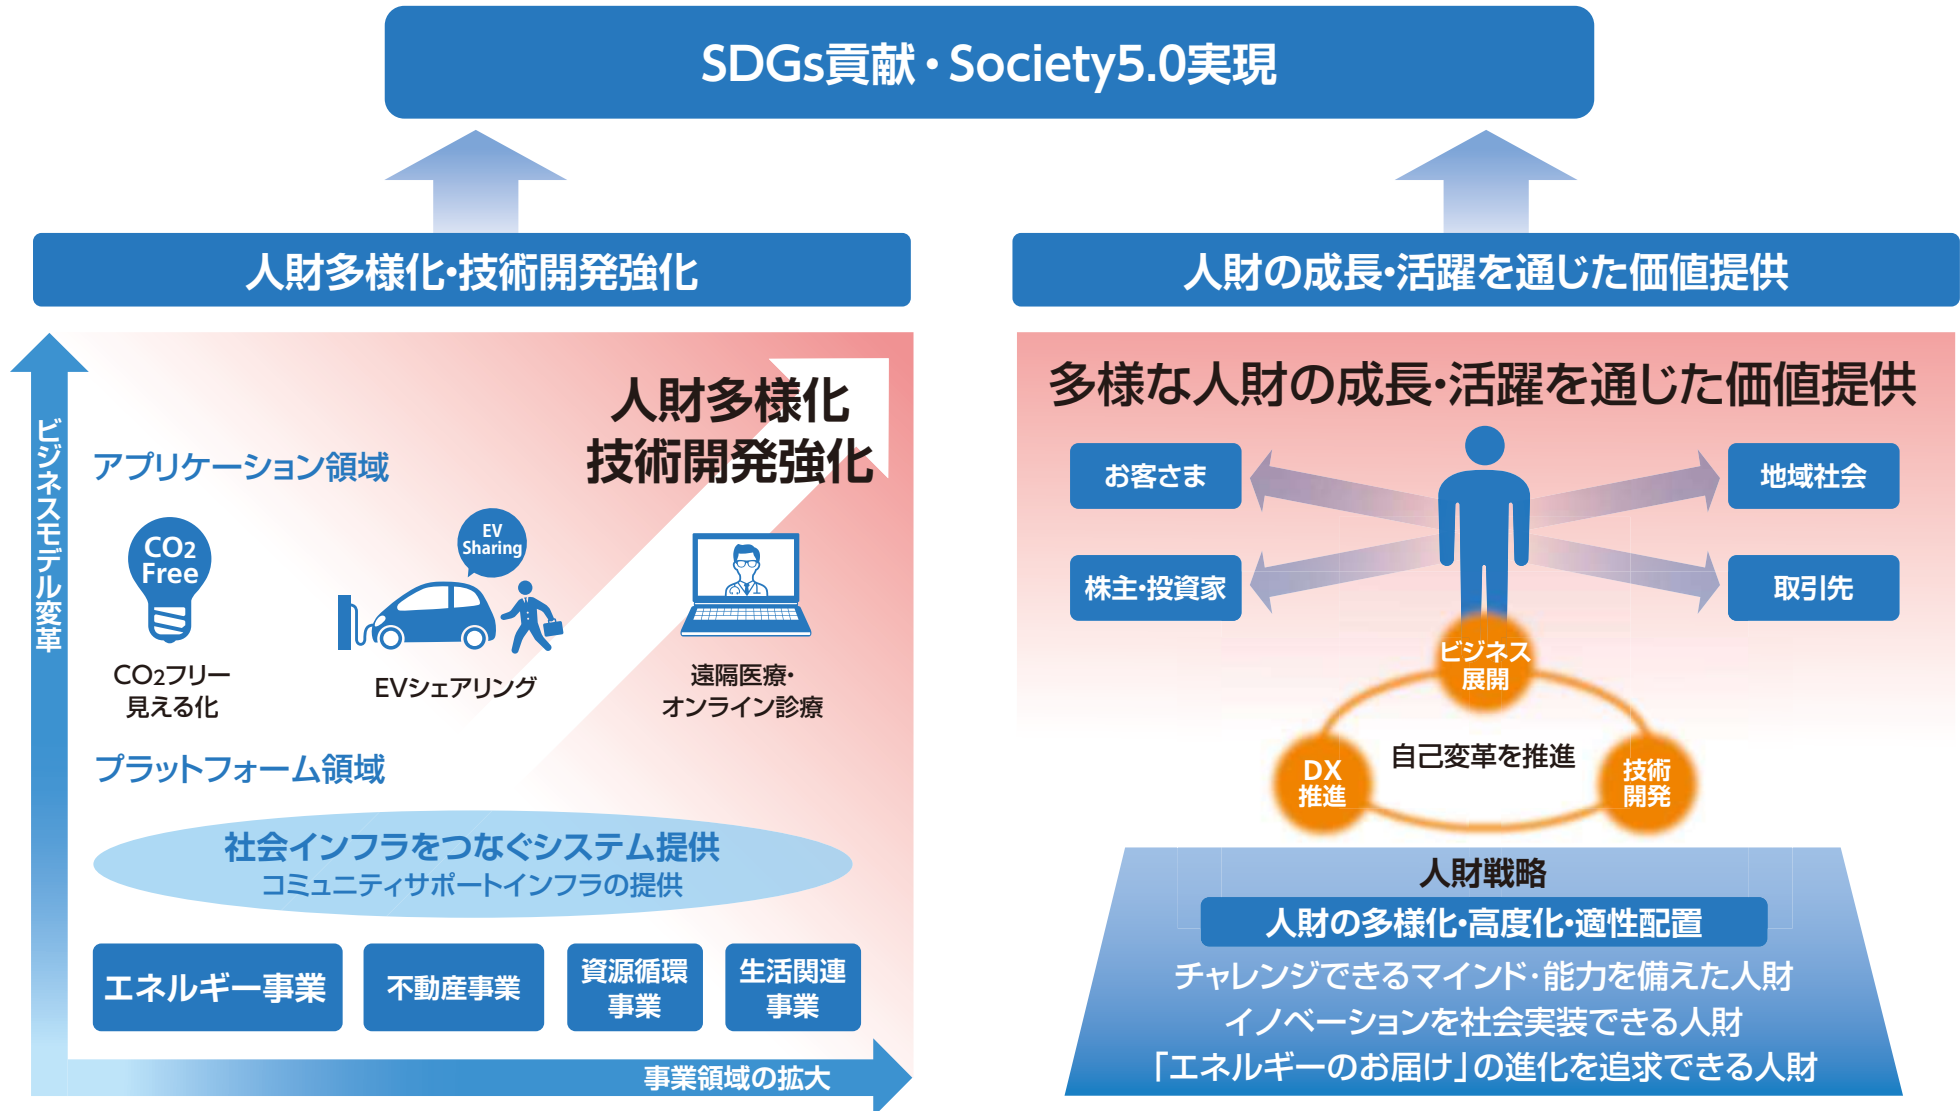 SDGs貢献・Society5.0実現
人財多様化・技術開発強化
ビジネスモデル変革
人財多様化
技術開発強化
アプリケーション領域
CO2
Free
EV
Sharing
CO2フリー
見える化
EVシェアリング
遠隔医療・
オンライン診療
プラットフォーム領域
社会インフラをつなぐシステム提供
コミュニティサポートインフラの提供
エネルギー事業
不動産事業
資源循環
事業
生活関連
事業
事業領域の拡大
人財の成長・活躍を通じた価値提供
多様な人財の成長・活躍を通じた価値提供
お客さま
地域社会
株主・投資家
取引先
ビジネス
展開
自己変革を推進
DX
推進
技術
開発
人財戦略
人財の多様化・高度化・適性配置
チャレンジできるマインド・能力を備えた人財
イノベーションを社会実装できる人財
「エネルギーのお届け」の進化を追求できる人財